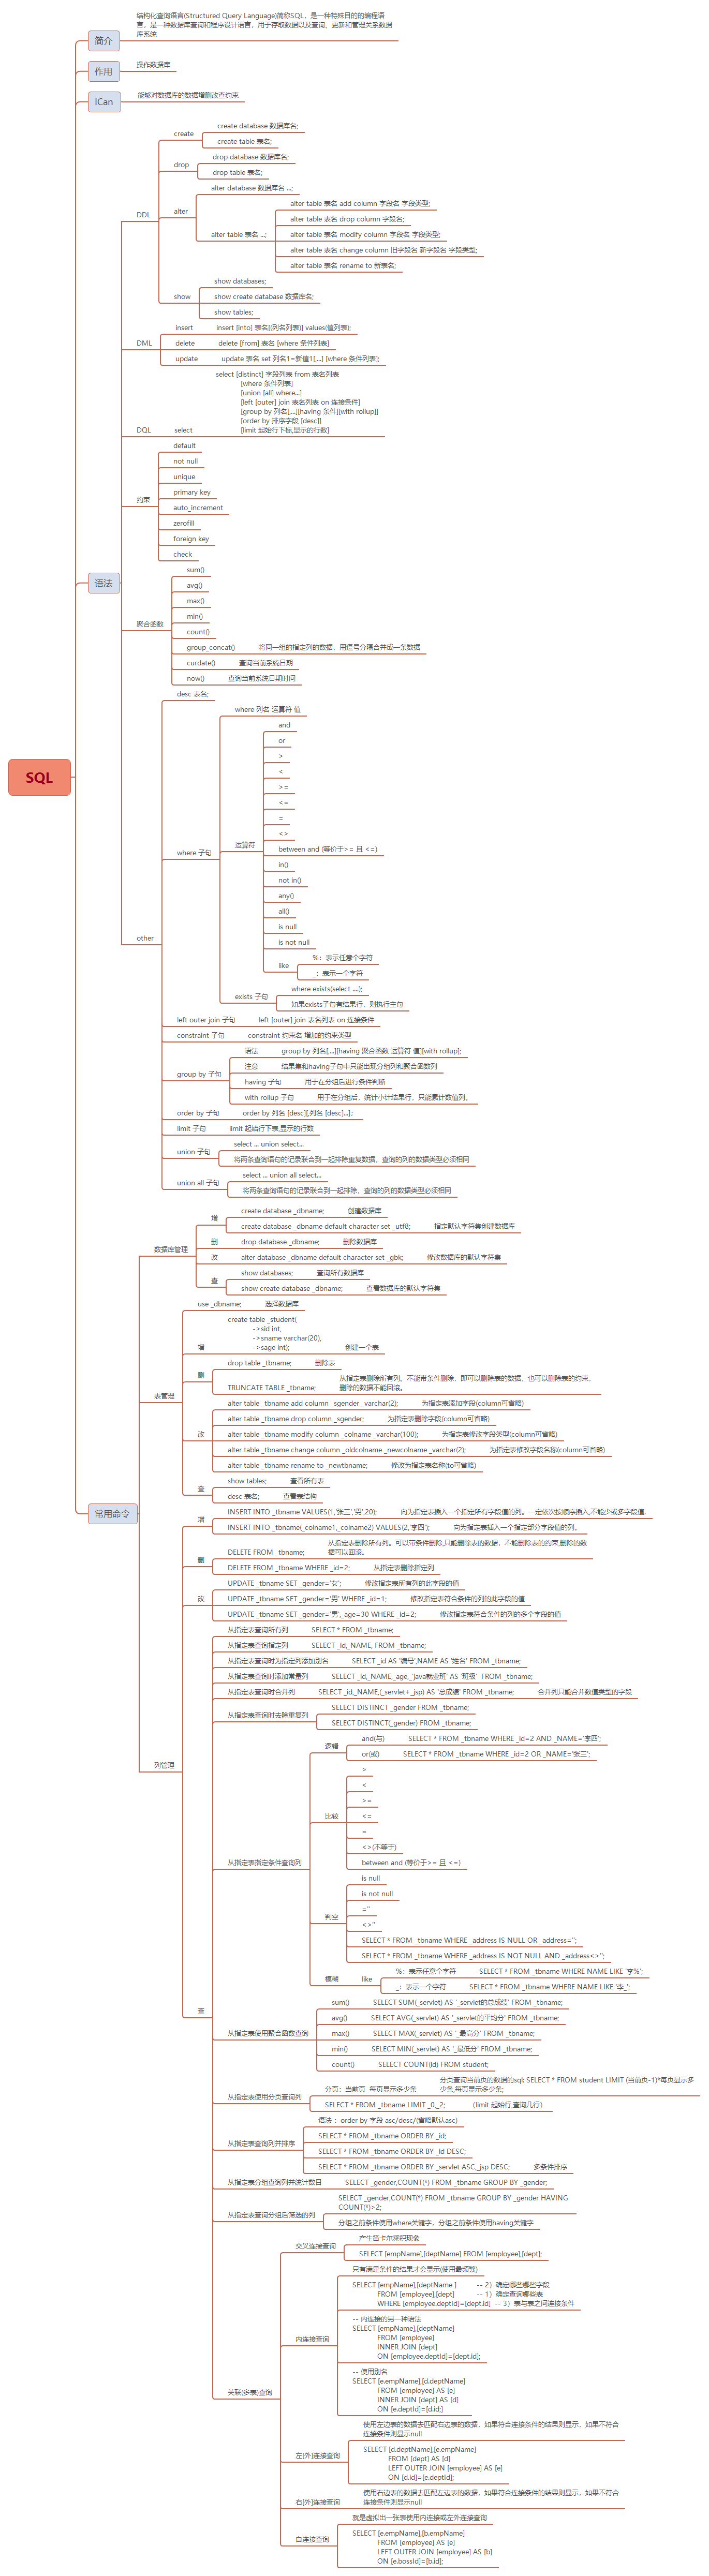 SQL
简介
结构化查询语言(Structured Query Language)简称SQL，是一种特殊目的的编程语
言，是一种数据库查询和程序设计语言，用于存取数据以及查询、更新和管理关系数据
库系统
作用
操作数据库
ICan
能够对数据库的数据增删改查约束
语法
DDL
create
create database 数据库名;
create table 表名;
drop
drop database 数据库名;
drop table 表名;
alter
alter database 数据库名 ...;
alter table 表名 ...;
alter table 表名 add column 字段名 字段类型;
alter table 表名 drop column 字段名;
alter table 表名 modify column 字段名 字段类型;
alter table 表名 change column 旧字段名 新字段名 字段类型;
alter table 表名 rename to 新表名;
show
show databases;
show create database 数据库名;
show tables;
DML
insert
insert [into] 表名[(列名列表)] values(值列表);
delete
delete [from] 表名 [where 条件列表]
update
update 表名 set 列名1=新值1[,...] [where 条件列表];
DQL
select
select [distinct] 字段列表 from 表名列表
[where 条件列表]
[union [all] where...]
[left [outer] join 表名列表 on 连接条件]
[group by 列名[,...][having 条件][with rollup]]
[order by 排序字段 [desc]]
[limit 起始行下标,显示的行数]
约束
default
not null
unique
primary key
auto_increment
zerofill
foreign key
check
聚合函数
sum()
avg()
max()
min()
count()
group_concat()
将同一组的指定列的数据，用逗号分隔合并成一条数据
curdate()
查询当前系统日期
now()
查询当前系统日期时间
other
desc 表名;
where 子句
where 列名 运算符 值
运算符
and
or
>
<
>=
<=
=
<>
between and (等价于>= 且 <=)
in()
not in()
any()
all()
is null
is not null
like
%：表示任意个字符
_：表示一个字符
exists 子句
where exists(select ....);
如果exists子句有结果行，则执行主句
left outer join 子句
left [outer] join 表名列表 on 连接条件
constraint 子句
constraint 约束名 增加的约束类型
group by 子句
语法
group by 列名[,...][having 聚合函数 运算符 值][with rollup];
注意
结果集和having子句中只能出现分组列和聚合函数列
having 子句
用于在分组后进行条件判断
with rollup 子句
用于在分组后，统计小计结果行，只能累计数值列。
order by 子句
order by 列名 [desc][,列名 [desc]...];
limit 子句
limit 起始行下表,显示的行数
union 子句
select ... union select...
将两条查询语句的记录联合到一起排除重复数据，查询的列的数据类型必须相同
union all 子句
select ... union all select...
将两条查询语句的记录联合到一起排除，查询的列的数据类型必须相同
常用命令
数据库管理
增
create database _dbname;
创建数据库
create database _dbname default character set _utf8;
指定默认字符集创建数据库
删
drop database _dbname;
删除数据库
改
alter database _dbname default character set _gbk;
修改数据库的默认字符集
查
show databases;
查询所有数据库
show create database _dbname;
查看数据库的默认字符集
表管理
use _dbname;
选择数据库
增
create table _student(
->sid int,
->sname varchar(20),
->sage int);
创建一个表
删
drop table _tbname;
删除表
TRUNCATE TABLE _tbname;
从指定表删除所有列。不能带条件删除，即可以删除表的数据，也可以删除表的约束，
删除的数据不能回滚。
改
alter table _tbname add column _sgender _varchar(2);
为指定表添加字段(column可省略)
alter table _tbname drop column _sgender;
为指定表删除字段(column可省略)
alter table _tbname modify column _colname _varchar(100);
为指定表修改字段类型(column可省略)
alter table _tbname change column _oldcolname _newcolname _varchar(2);
为指定表修改字段名称(column可省略)
alter table _tbname rename to _newtbname;
修改为指定表名称(to可省略)
查
show tables;
查看所有表
desc 表名;
查看表结构
列管理
增
INSERT INTO _tbname VALUES(1,'张三','男',20);
向为指定表插入一个指定所有字段值的列。一定依次按顺序插入,不能少或多字段值.
INSERT INTO _tbname(_colname1,_colname2) VALUES(2,'李四');
向为指定表插入一个指定部分字段值的列。
删
DELETE FROM _tbname;
从指定表删除所有列。可以带条件删除,只能删除表的数据，不能删除表的约束,删除的数
据可以回滚。
DELETE FROM _tbname WHERE _id=2;
从指定表删除指定列
改
UPDATE _tbname SET _gender='女';
修改指定表所有列的此字段的值
UPDATE _tbname SET _gender='男' WHERE _id=1;
修改指定表符合条件的列的此字段的值
UPDATE _tbname SET _gender='男',_age=30 WHERE _id=2;
修改指定表符合条件的列的多个字段的值
查
从指定表查询所有列
SELECT * FROM _tbname;
从指定表查询指定列
SELECT _id,_NAME, FROM _tbname;
从指定表查询时为指定列添加别名
SELECT _id AS '编号',NAME AS '姓名' FROM _tbname;
从指定表查询时添加常量列
SELECT _id,_NAME,_age,_'java就业班' AS '班级' FROM _tbname;
从指定表查询时合并列
SELECT _id,_NAME,(_servlet+_jsp) AS '总成绩' FROM _tbname;
合并列只能合并数值类型的字段
从指定表查询时去除重复列
SELECT DISTINCT _gender FROM _tbname;
SELECT DISTINCT(_gender) FROM _tbname;
从指定表指定条件查询列
逻辑
and(与)
SELECT * FROM _tbname WHERE _id=2 AND _NAME='李四';
or(或)
SELECT * FROM _tbname WHERE _id=2 OR _NAME='张三';
比较
>
<
>=
<=
=
<>(不等于)
between and (等价于>= 且 <=)
判空
is null
is not null
=''
<>''
SELECT * FROM _tbname WHERE _address IS NULL OR _address='';
SELECT * FROM _tbname WHERE _address IS NOT NULL AND _address<>'';
模糊
like
%：表示任意个字符
SELECT * FROM _tbname WHERE NAME LIKE '李%';
_：表示一个字符
SELECT * FROM _tbname WHERE NAME LIKE '李_';
从指定表使用聚合函数查询
sum()
SELECT SUM(_servlet) AS '_servlet的总成绩' FROM _tbname;
avg()
SELECT AVG(_servlet) AS '_servlet的平均分' FROM _tbname;
max()
SELECT MAX(_servlet) AS '_最高分' FROM _tbname;
min()
SELECT MIN(_servlet) AS '_最低分' FROM _tbname;
count()
SELECT COUNT(id) FROM student;
从指定表使用分页查询列
分页：当前页 每页显示多少条
分页查询当前页的数据的sql: SELECT * FROM student LIMIT (当前页-1)*每页显示多
少条,每页显示多少条;
SELECT * FROM _tbname LIMIT _0,_2;
（limit 起始行,查询几行）
从指定表查询列并排序
语法 ：order by 字段 asc/desc/(省略默认asc)
SELECT * FROM _tbname ORDER BY _id;
SELECT * FROM _tbname ORDER BY _id DESC;
SELECT * FROM _tbname ORDER BY _servlet ASC,_jsp DESC;
多条件排序
从指定表分组查询列并统计数目
SELECT _gender,COUNT(*) FROM _tbname GROUP BY _gender;
从指定表查询分组后筛选的列
SELECT _gender,COUNT(*) FROM _tbname GROUP BY _gender HAVING
COUNT(*)>2;
分组之前条件使用where关键字，分组之前条件使用having关键字
关联(多表)查询
交叉连接查询
产生笛卡尔乘积现象
SELECT [empName],[deptName] FROM [employee],[dept];
内连接查询
只有满足条件的结果才会显示(使用最频繁)
SELECT [empName],[deptName ] -- 2）确定哪些哪些字段
FROM [employee],[dept] -- 1）确定查询哪些表
WHERE [employee.deptId]=[dept.id] -- 3）表与表之间连接条件
-- 内连接的另一种语法
SELECT [empName],[deptName]
FROM [employee]
INNER JOIN [dept]
ON [employee.deptId]=[dept.id];
-- 使用别名
SELECT [e.empName],[d.deptName]
FROM [employee] AS [e]
INNER JOIN [dept] AS [d]
ON [e.deptId]=[d.id;]
左[外]连接查询
使用左边表的数据去匹配右边表的数据，如果符合连接条件的结果则显示，如果不符合
连接条件则显示null
SELECT [d.deptName],[e.empName]
FROM [dept] AS [d]
LEFT OUTER JOIN [employee] AS [e]
ON [d.id]=[e.deptId];
右[外]连接查询
使用右边表的数据去匹配左边表的数据，如果符合连接条件的结果则显示，如果不符合
连接条件则显示null
自连接查询
就是虚拟出一张表使用内连接或左外连接查询
SELECT [e.empName],[b.empName]
FROM [employee] AS [e]
LEFT OUTER JOIN [employee] AS [b]
ON [e.bossId]=[b.id];